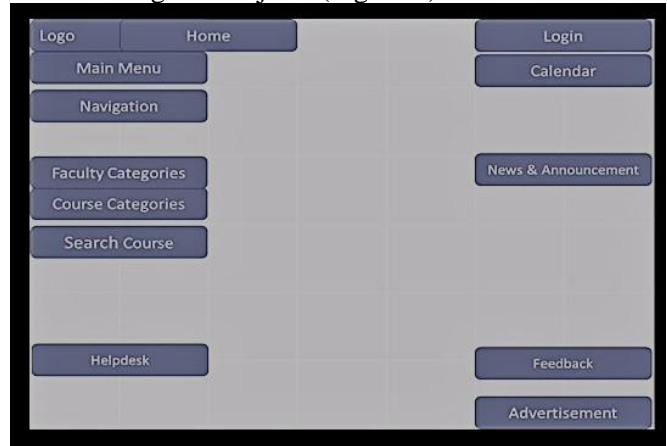 Logo Home Login
Main Menu Calendar
Navigation
Faculty Categories News & Announcement
Course Categories
Search Course
Helpdesk Feedback
Advertisement